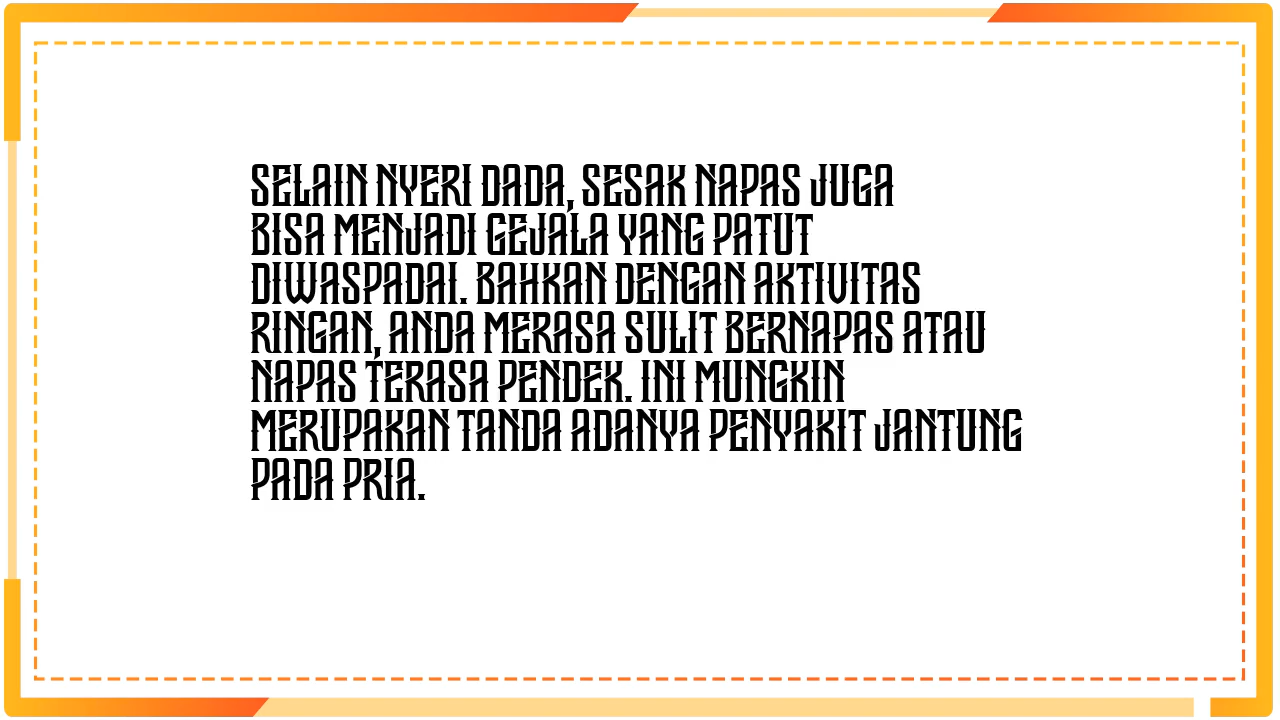 SELAIN NYERI DADA, SESAK NAPAS JUGA
BISA MENJADI GEJALA YANG PATUT
DIWASPADAI. BAHKAN DENGAN AKTIVITAS
RINGAN, ANDA MERASA SULIT BERNAPAS ATAU
NAPAS TERASA PENDEK. INI MUNGKIN
MERUPAKAN TANDA ADANYA PENYAKIT JANTUNG
PADA PRIA.